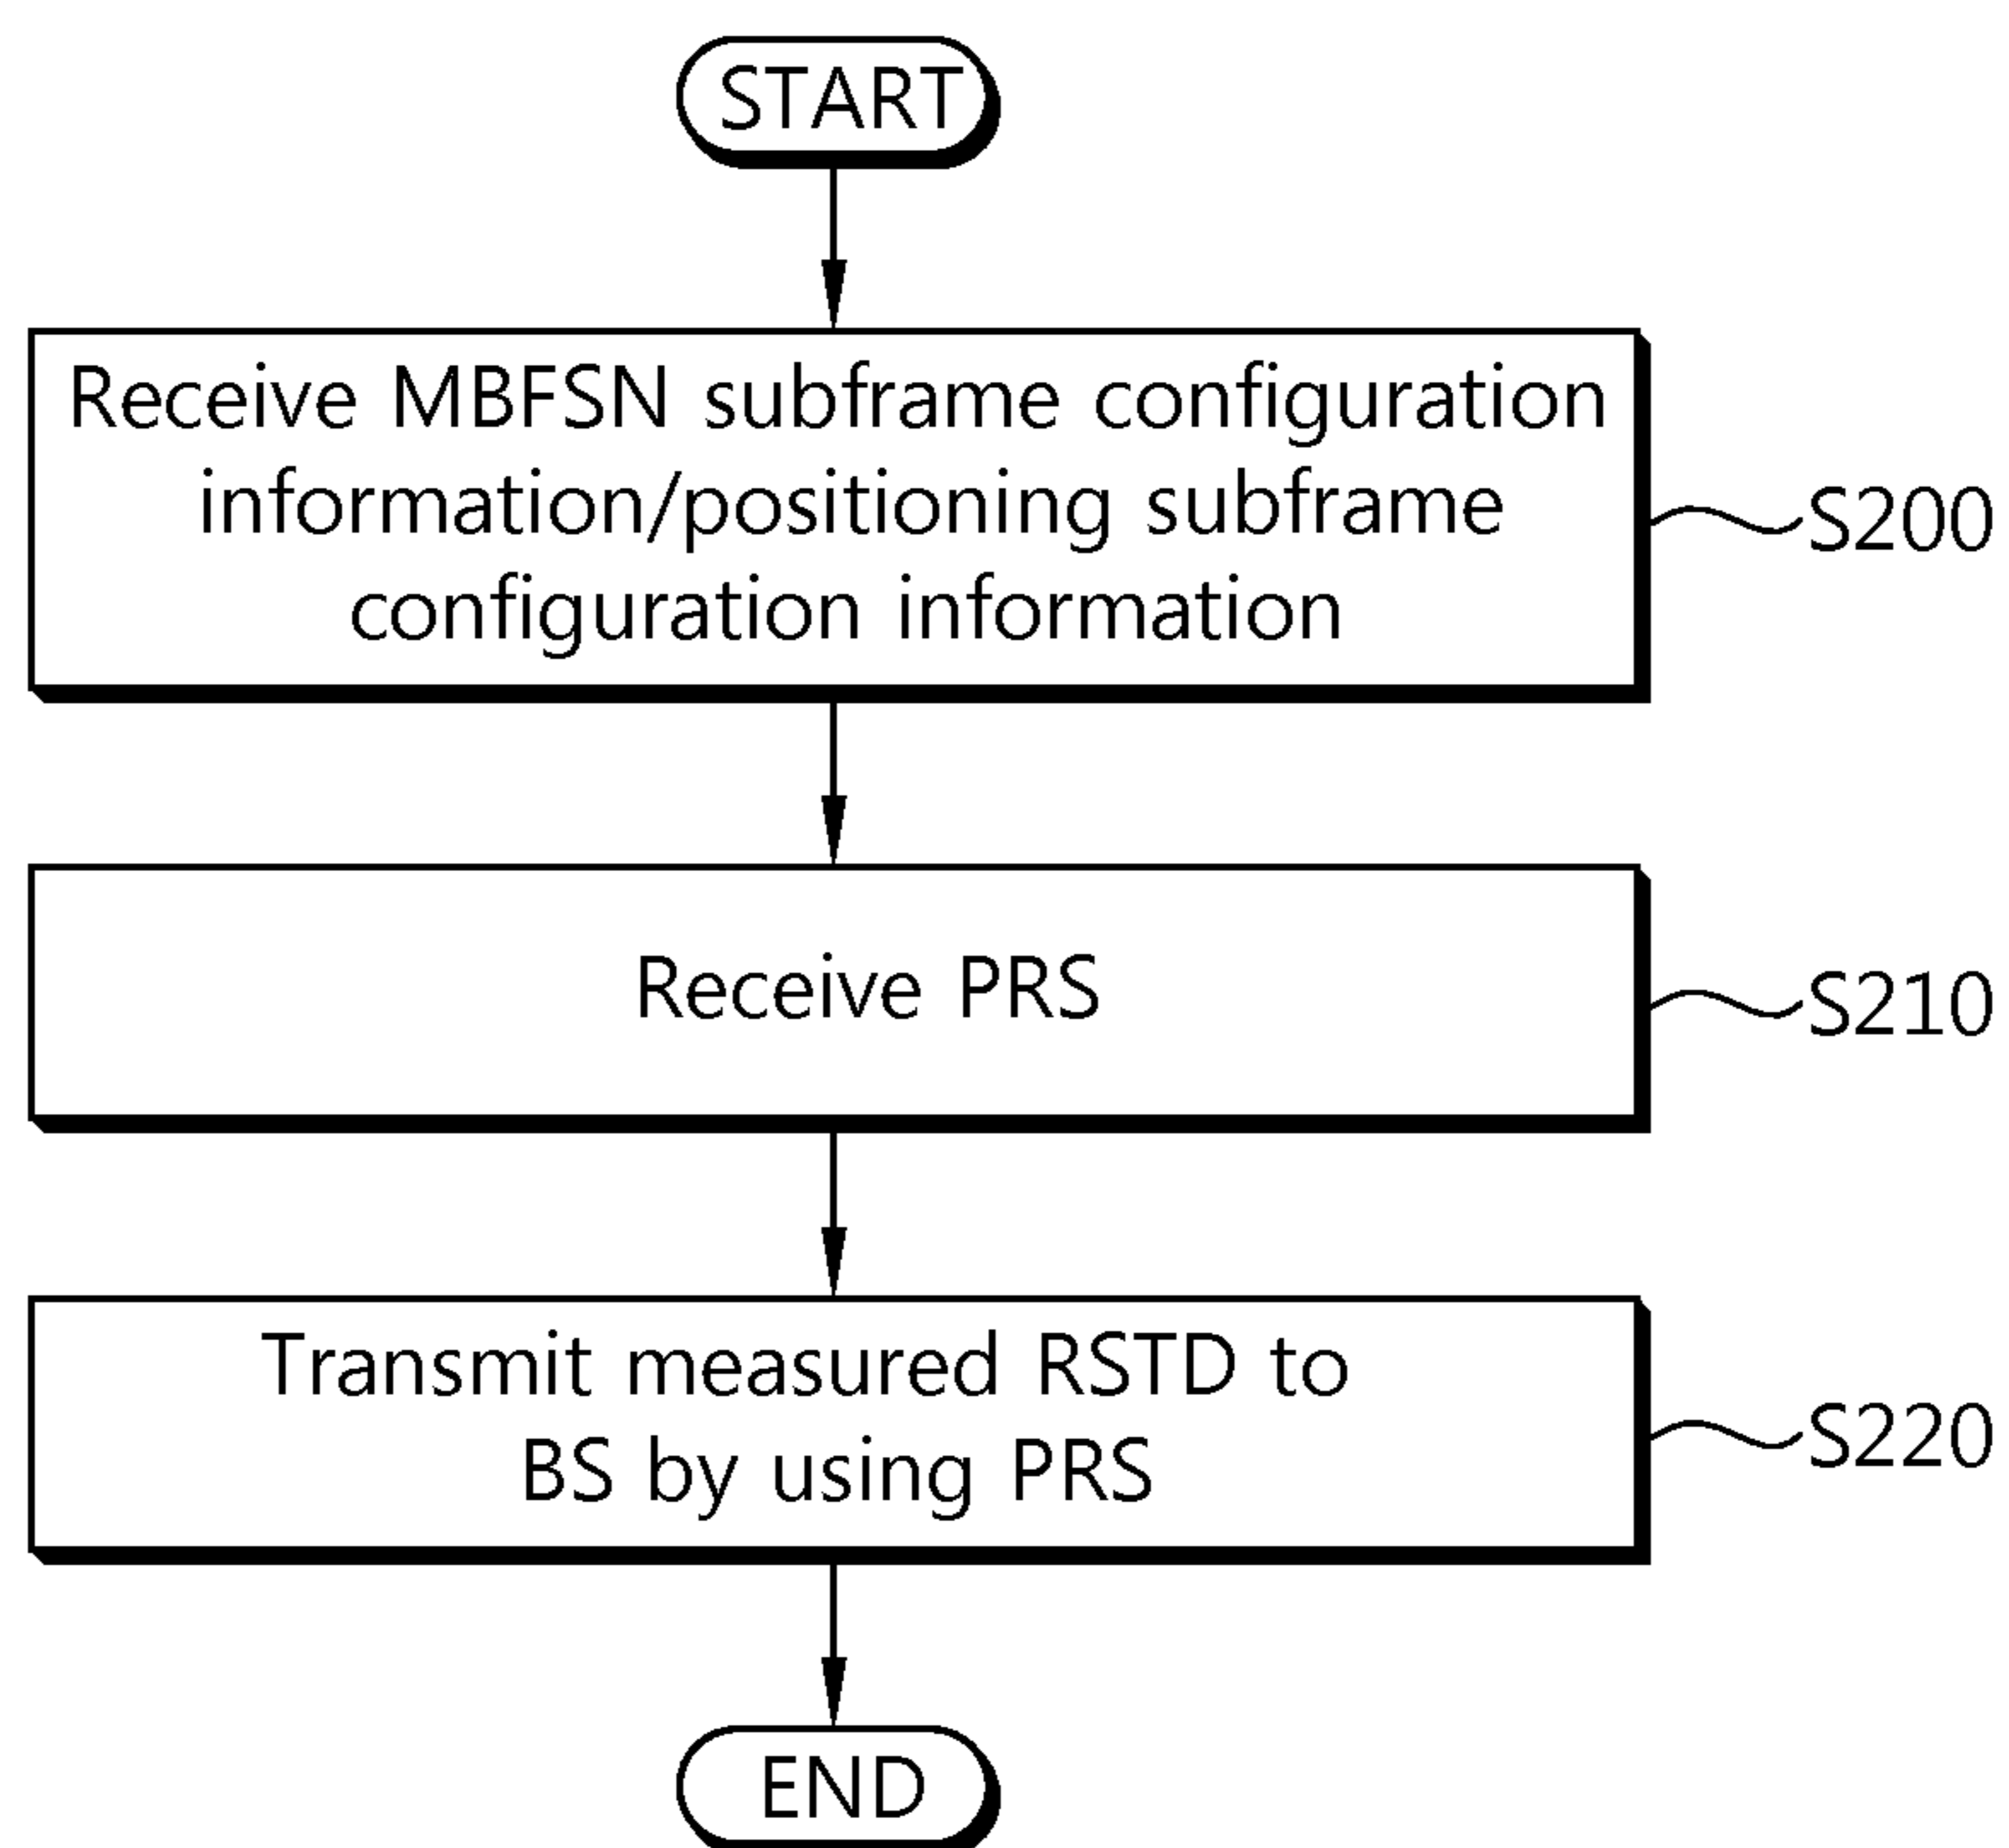 START
Receive MBFSN subframe configuration
information/positioning subframe
configuration information
S200
Receive PRS
S210
Transmit measured RSTD to
BS by using PRS
S220
END